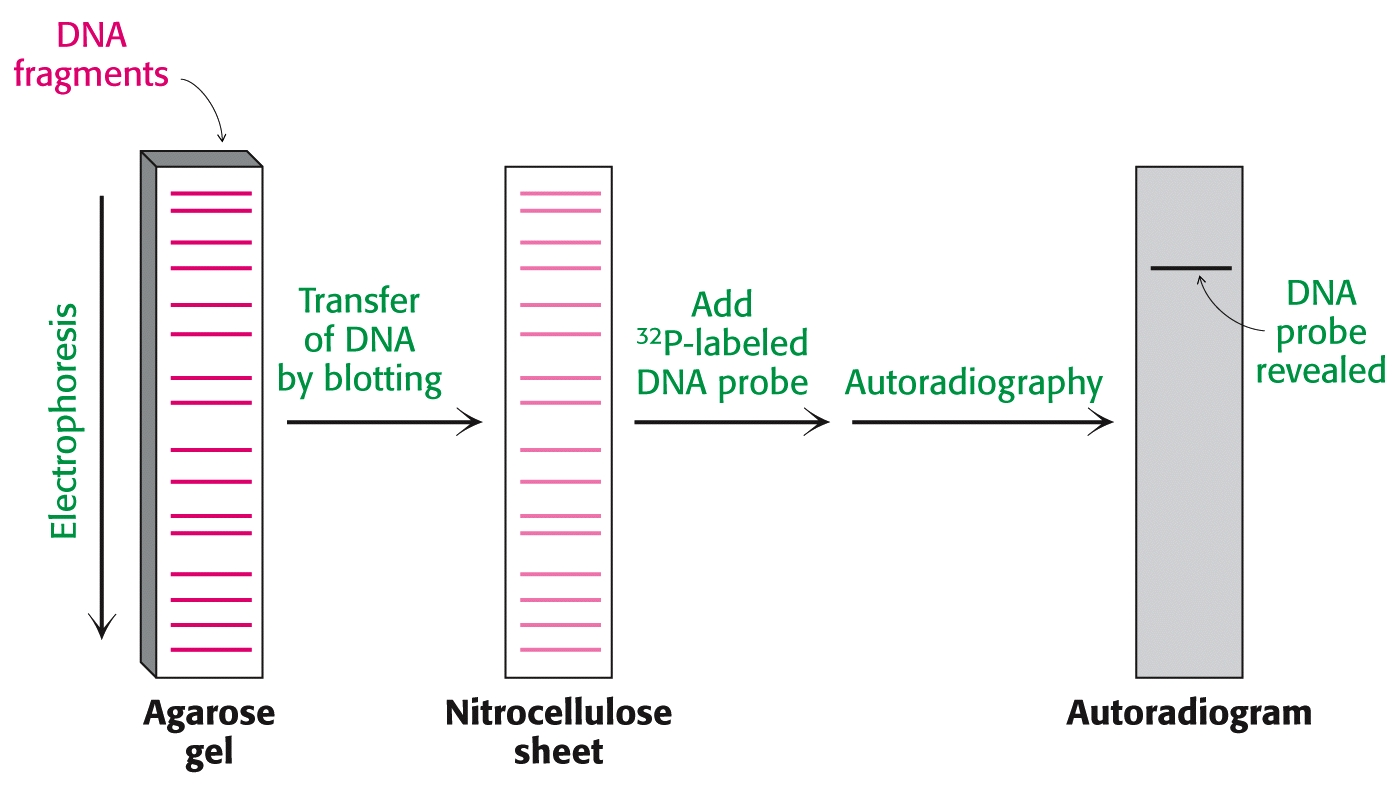 DNA
fragments
Electrophoresis
Transfer
of DNA
by blotting
Add
³²P-labeled
DNA probe
Autoradiography
DNA
probe
revealed
Agarose
gel
Nitrocellulose
sheet
Autoradiogram